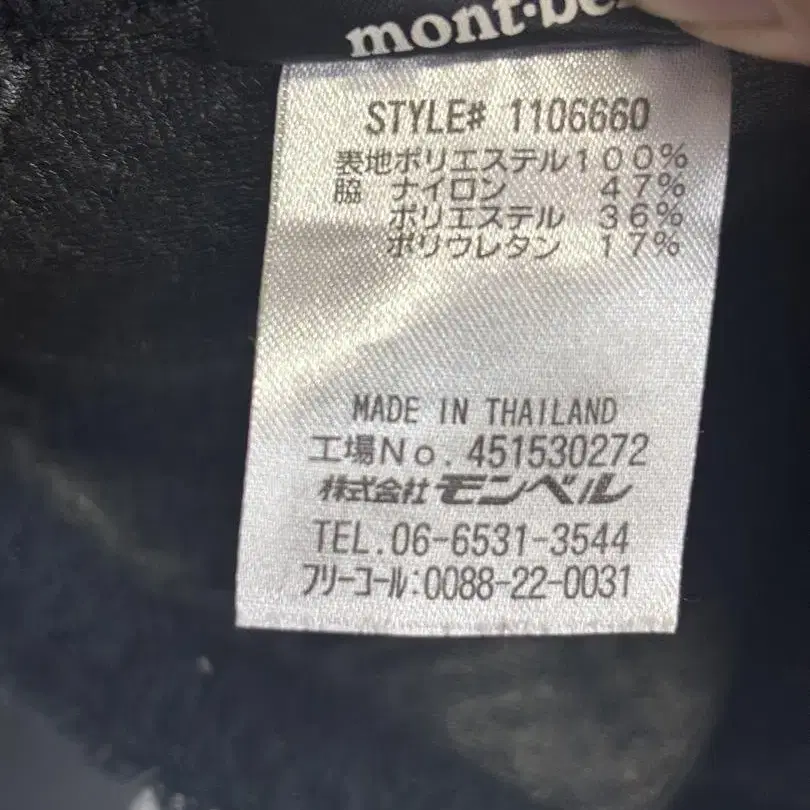 mont·be
STYLE# 1106660
表地ポリエステル100%
脇 ナイロン 47%
ポリエステル 36%
ポリウレタン 17%
MADE IN THAILAND
工場No. 451530272
株式会社モンベル
TEL.06-6531-3544
フリーコール:0088-22-0031